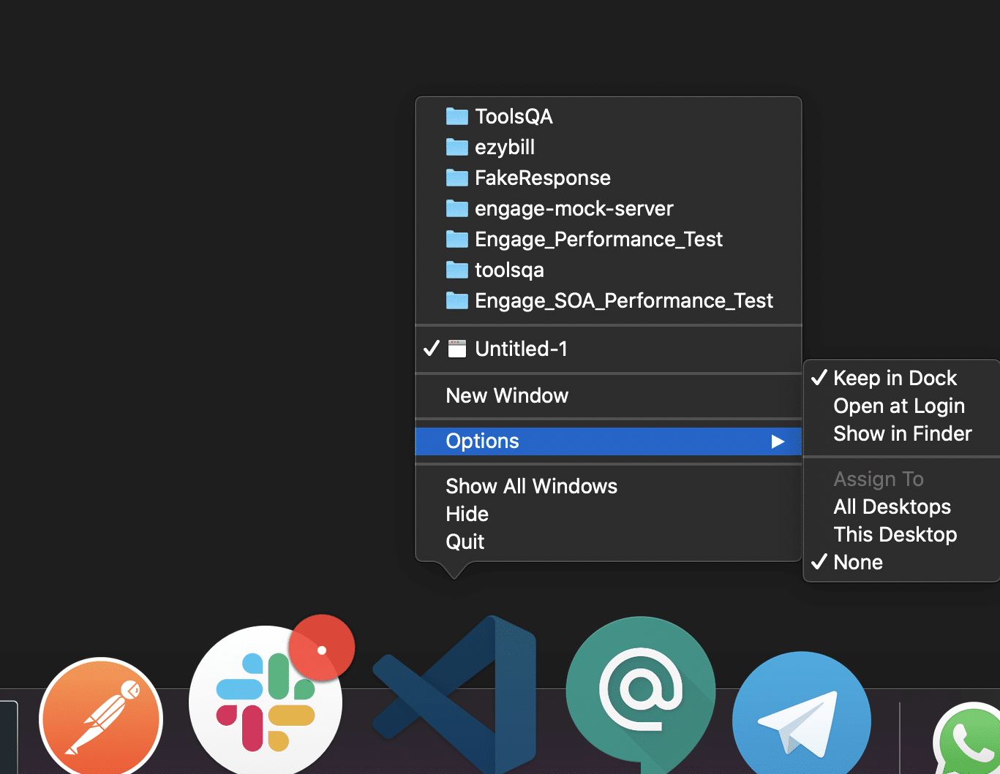 ToolsQA
ezybill
FakeResponse
engage-mock-server
Engage_Performance_Test
toolsqa
Engage_SOA_Performance_Test
Untitled-1
New Window
Options
Show All Windows
Hide
Quit
Keep in Dock
Open at Login
Show in Finder
Assign To
All Desktops
This Desktop
None